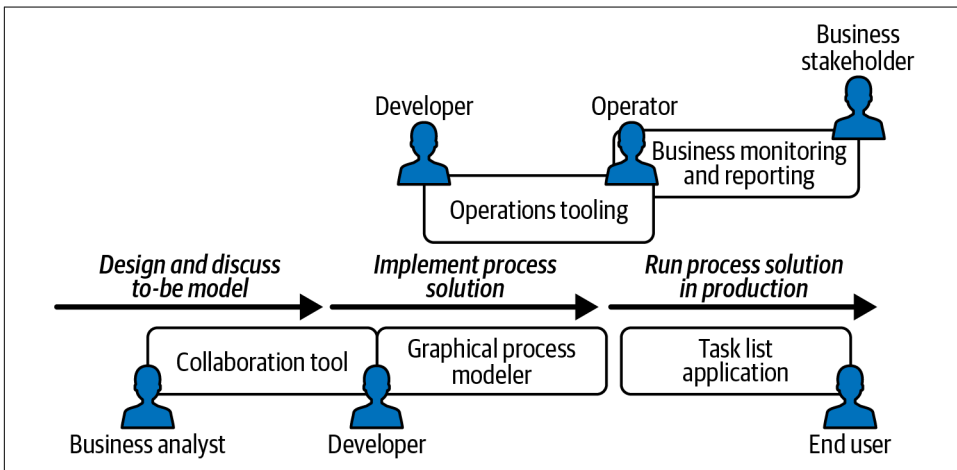 Business
stakeholder
Developer
Operator
Business monitoring
and reporting
Operations tooling
Design and discuss
to-be model
Implement process
solution
Run process solution
in production
Collaboration tool
Graphical process
modeler
Task list
application
Business analyst
Developer
End user